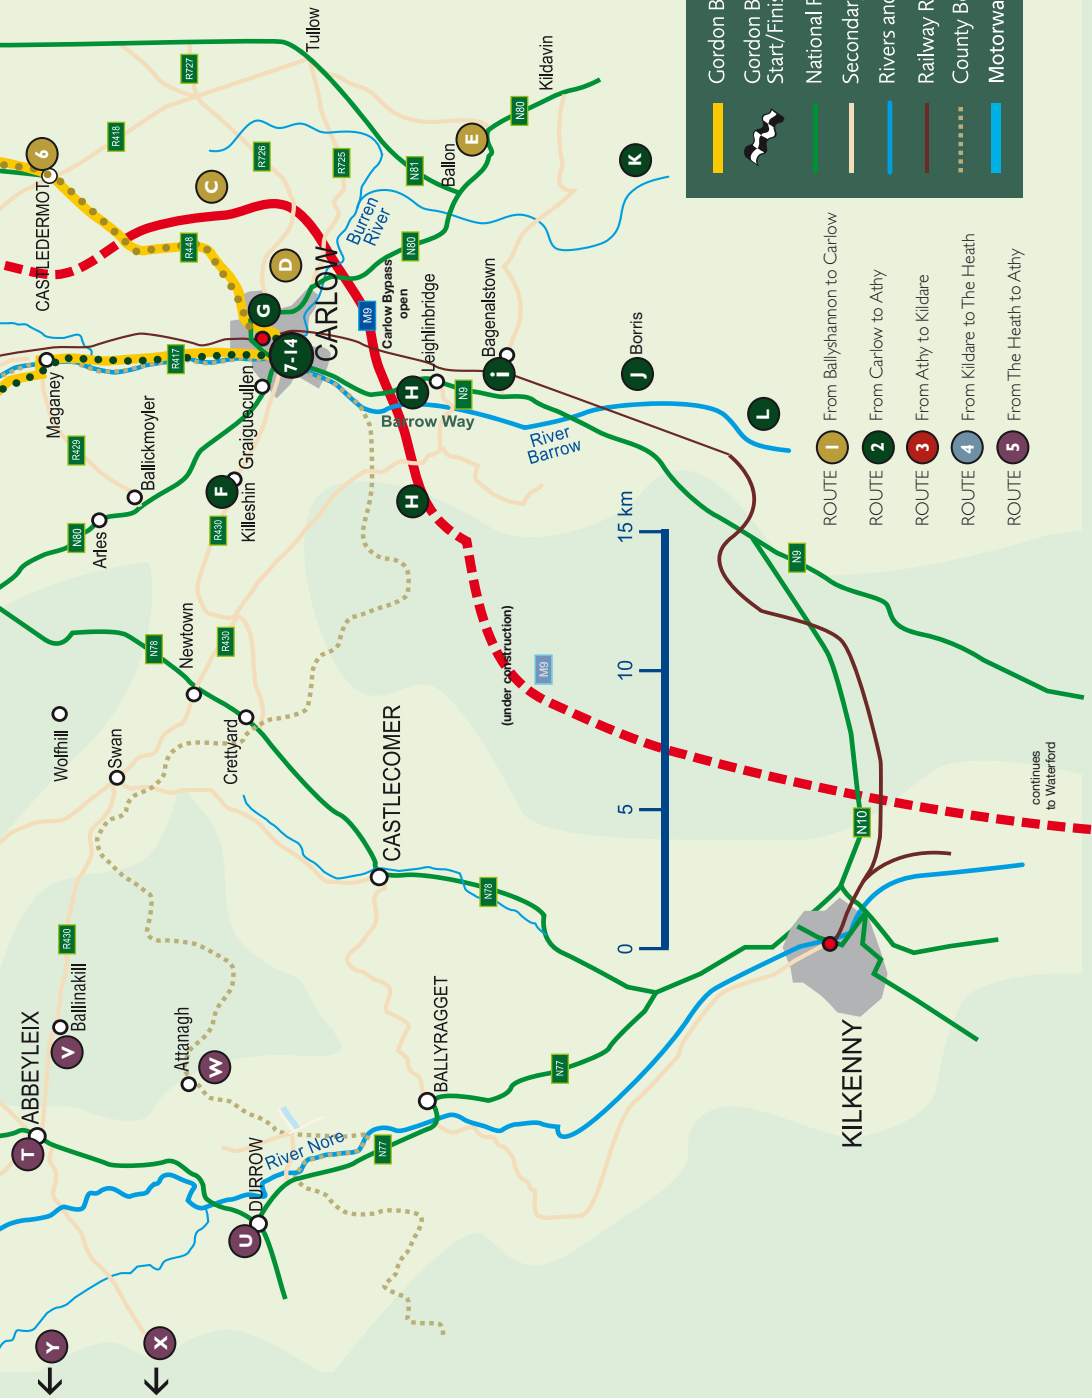 Tullow
R727
Kildavin
R418
6
CASTLEDERMOT
C
R726
R725
N81
Ballon
E
N80
K
Burren
River
R448
D
N80
G
CARLOW
M9
Carlow Bypass
open
Leighlinbridge
Bagenalstown
Borris
Maganey
R417
7-14
Graiguecullen
H
N9
i
J
Barrow Way
L
River
Barrow
R429
Ballickmoyler
F
Killeshin
R430
H
N80
Arles
15 km
N9
Newtown
N78
R430
(under construction)
M9
10
Wolfhill
Swan
Crettyard
CASTLECOMER
5
N10
continues
to Waterford
R430
N78
0
Ballinakill
V
ABBEYLEIX
T
Attanagh
W
BALLYRAGGET
N77
KILKENNY
River Nore
N77
DURROW
U
Y
X
Gordon B
Gordon B
Start/Finis
National R
Secondary
Rivers and
Railway R
County Bo
Motorwa
ROUTE 1 From Ballyshannon to Carlow
ROUTE 2 From Carlow to Athy
ROUTE 3 From Athy to Kildare
ROUTE 4 From Kildare to The Heath
ROUTE 5 From The Heath to Athy